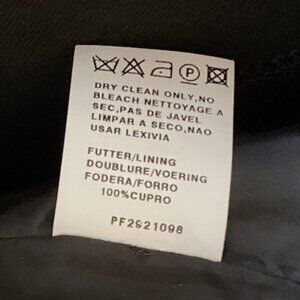 P
DRY CLEAN ONLY,NO
BLEACH NETTOYAGE A
SEC,PAS DE JAVEL
LIMPAR A SECO,NAO
USAR LEXIVIA
FUTTER/LINING
DOUBLURE/VOERING
FODERA/FORRO
100%CUPRO
PF2921098